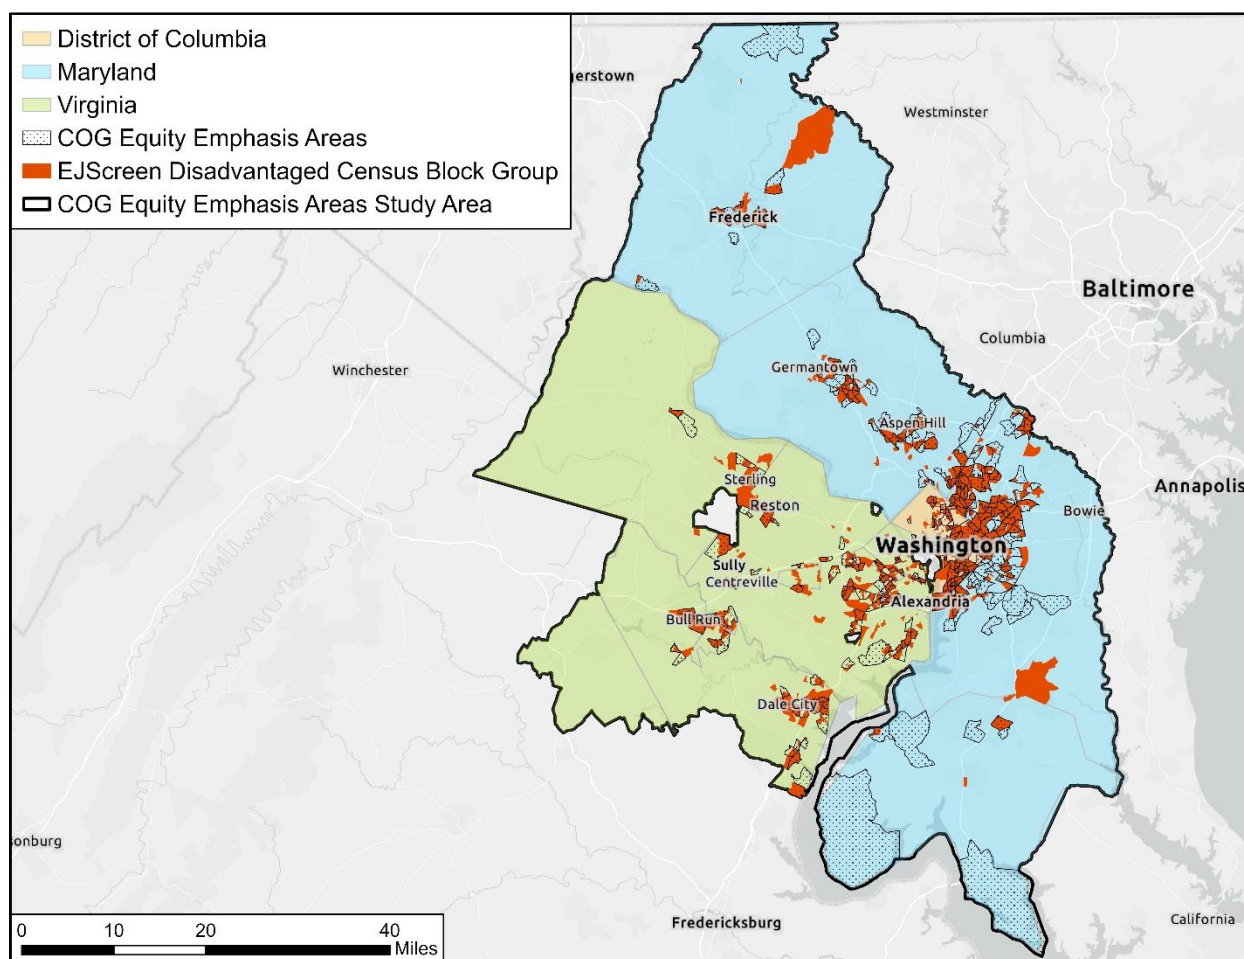 District of Columbia
Maryland
Virginia
COG Equity Emphasis Areas
EJScreen Disadvantaged Census Block Group
COG Equity Emphasis Areas Study Area
gerstown
Westminster
Frederick
Baltimore
Columbia
Winchester
Germantown
Aspen Hill
Sterling
Reston
Annapolis
Bowie
Washington
Sully
Centreville
Alexandria
Bull Run
Dale City
sonburg
Fredericksburg
California
0 10 20 40
Miles